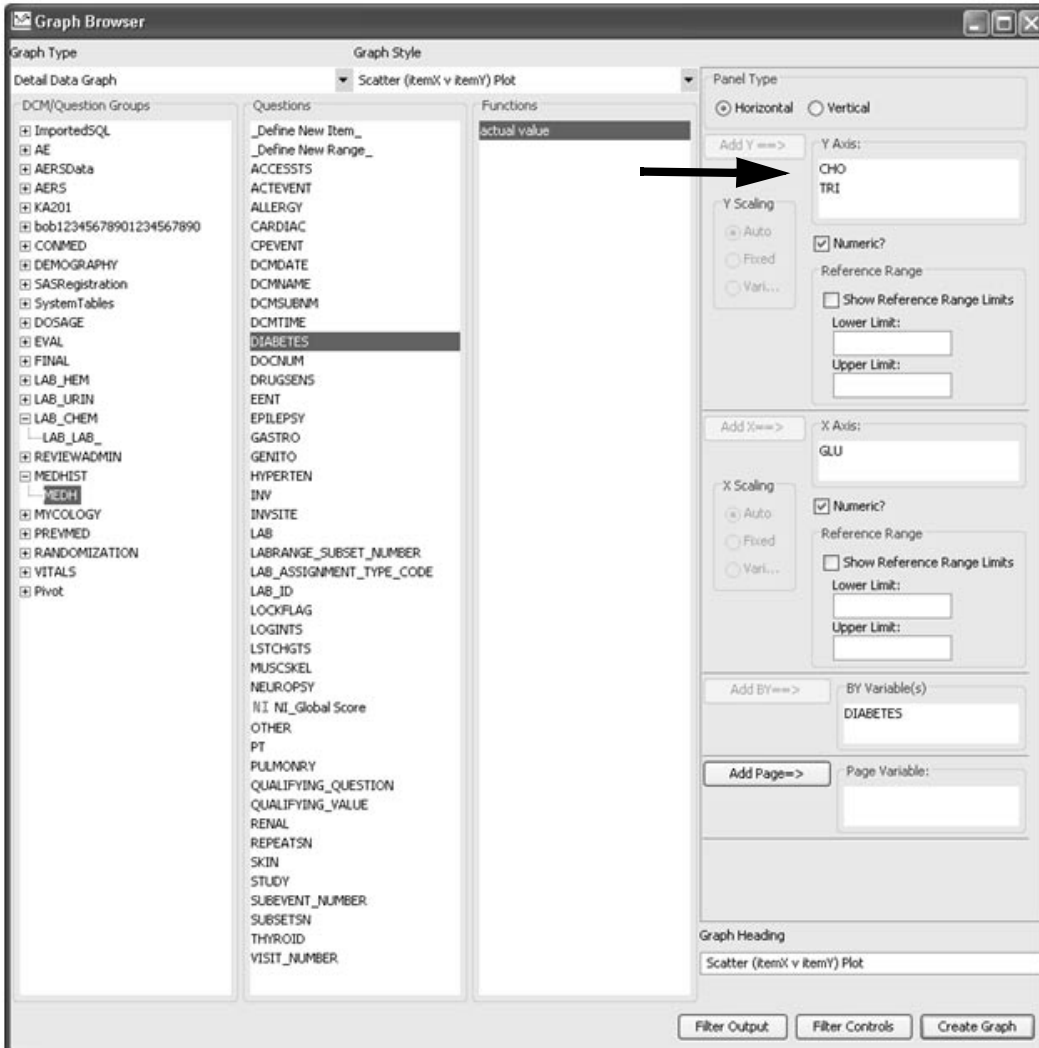 Graph Browser
Graph Type
Graph Style
Detail Data Graph
Scatter (itemX v itemY) Plot
DCM/Question Groups
ImportedSQL
AE
AERSData
AERS
KA201
bob12345678901234567890
CONMED
DEMOGRAPHY
SASRegistration
SystemTables
DOSAGE
EVAL
FINAL
LAB_HEM
LAB_URIN
LAB_CHEM
LAB_LAB_
REVIEWADMIN
MEDHIST
MEDH
MYCOLOGY
PREVMED
RANDOMIZATION
VITALS
Pivot
Questions
_Define New Item_
_Define New Range_
ACCESSTS
ACTEVENT
ALLERGY
CARDIAC
CPEVENT
DCMDATE
DCMNAME
DCMSUBNM
DCMTIME
DIABETES
DOCNUM
DRUGSENS
EENT
EPILEPSY
GASTRO
GENITO
HYPERTEN
INV
INVSITE
LAB
LABRANGE_SUBSET_NUMBER
LAB_ASSIGNMENT_TYPE_CODE
LAB_ID
LOCKFLAG
LOGINTS
LSTCHGTS
MUSCSKEL
NEUROPSY
NI NI_Global Score
OTHER
PT
PULMONRY
QUALIFYING_QUESTION
QUALIFYING_VALUE
RENAL
REPEATSN
SKIN
STUDY
SUBEVENT_NUMBER
SUBSETSN
THYROID
VISIT_NUMBER
Functions
actual value
Panel Type
Horizontal Vertical
Add Y ==>
Y Axis:
CHO
TRI
Y Scaling
Auto
Fixed
Vari...
Numeric?
Reference Range
Show Reference Range Limits
Lower Limit:
Upper Limit:
Add X==>
X Axis:
GLU
X Scaling
Auto
Fixed
Vari...
Numeric?
Reference Range
Show Reference Range Limits
Lower Limit:
Upper Limit:
Add BY==>
BY Variable(s)
DIABETES
Add Page=>
Page Variable:
Graph Heading
Scatter (itemX v itemY) Plot
Filter Output
Filter Controls
Create Graph